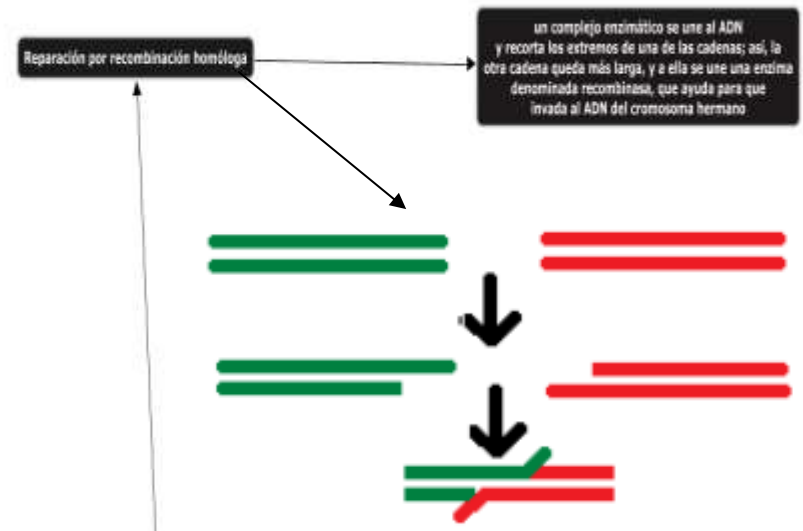 Reparación por recombinación homóloga
un complejo enzimático se une al ADN
y recorta los extremos de una de las cadenas; así, la
otra cadena queda más larga, y a ella se une una enzima
denominada recombinasa, que ayuda para que
invada al ADN del cromosoma hermano